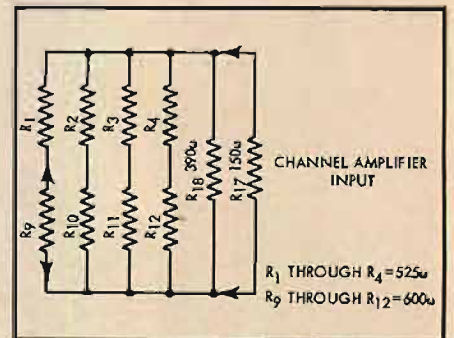 R1
R2
R3
R4
R9
R10
R11
R12
R18 390ω
R17 150ω
CHANNEL AMPLIFIER
INPUT
R1 THROUGH R4=525ω
R9 THROUGH R12=600ω